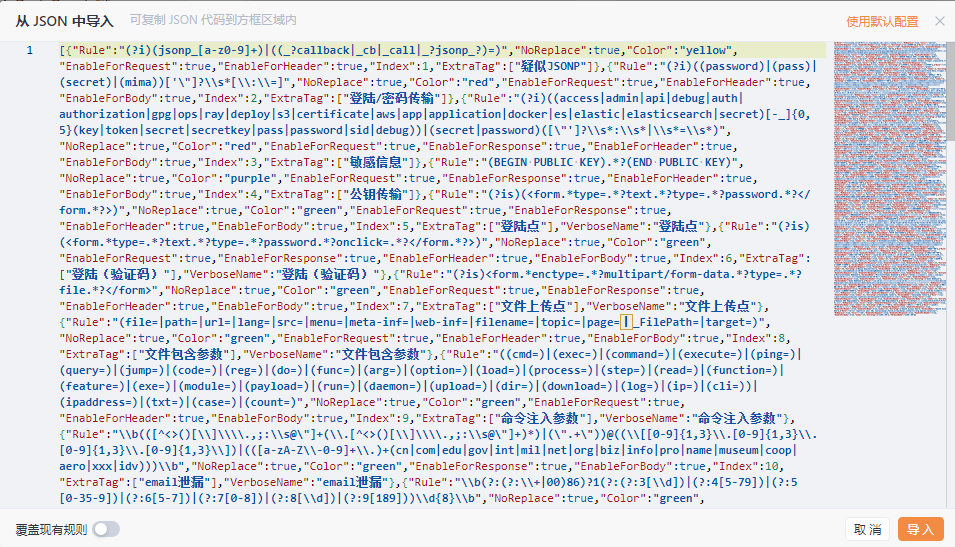 从 JSON 中导入 可复制 JSON 代码到方框区域内 使用默认配置
1 [{"Rule":"(?i)(jsonp_[a-z0-9]+)|((_?callback|_cb|_call|_?jsonp_?)=)","NoReplace":true,"Color":"yellow",
"EnableForRequest":true,"EnableForHeader":true,"Index":1,"ExtraTag":["疑似JSONP"]},{"Rule":"(?i)((password)|(pass)|
(secret)|(mima))['\"]?\\s*[\\:\\=]","NoReplace":true,"Color":"red","EnableForRequest":true,"EnableForHeader":true,
"EnableForBody":true,"Index":2,"ExtraTag":["登陆/密码传输"]},{"Rule":"(?i)((access|admin|api|debug|auth|
authorization|gpg|ops|ray|deploy|s3|certificate|aws|app|application|docker|es|elastic|elasticsearch|secret)[-_]{0,
5}(key|token|secret|secretkey|pass|password|sid|debug))|(secret|password)([\"']?\\s*:\\s*|\\s*=\\s*)",
"NoReplace":true,"Color":"red","EnableForRequest":true,"EnableForResponse":true,"EnableForHeader":true,
"EnableForBody":true,"Index":3,"ExtraTag":["敏感信息"]},{"Rule":"(BEGIN PUBLIC KEY).*?(END PUBLIC KEY)",
"NoReplace":true,"Color":"purple","EnableForRequest":true,"EnableForResponse":true,"EnableForHeader":true,
"EnableForBody":true,"Index":4,"ExtraTag":["公钥传输"]},{"Rule":"(?is)(<form.*type=.*?text.*?type=.*?password.*?</
form.*?>)","NoReplace":true,"Color":"green","EnableForRequest":true,"EnableForResponse":true,
"EnableForHeader":true,"EnableForBody":true,"Index":5,"ExtraTag":["登陆点"],"VerboseName":"登陆点"},{"Rule":"(?is)
(<form.*type=.*?text.*?type=.*?password.*?onclick=.*?</form.*?>)","NoReplace":true,"Color":"green",
"EnableForRequest":true,"EnableForResponse":true,"EnableForHeader":true,"EnableForBody":true,"Index":6,"ExtraTag":
["登陆（验证码）"],"VerboseName":"登陆（验证码）"},{"Rule":"(?is)<form.*enctype=.*?multipart/form-data.*?type=.*?
file.*?</form>","NoReplace":true,"Color":"green","EnableForRequest":true,"EnableForResponse":true,
"EnableForHeader":true,"EnableForBody":true,"Index":7,"ExtraTag":["文件上传点"],"VerboseName":"文件上传点"},
{"Rule":"(file=|path=|url=|lang=|src=|menu=|meta-inf=|web-inf=|filename=|topic=|page=|_FilePath=|target=)",
"NoReplace":true,"Color":"green","EnableForRequest":true,"EnableForHeader":true,"EnableForBody":true,"Index":8,
"ExtraTag":["文件包含参数"],"VerboseName":"文件包含参数"},{"Rule":"((cmd=)|(exec=)|(command=)|(execute=)|(ping=)|
(query=)|(jump=)|(code=)|(reg=)|(do=)|(func=)|(arg=)|(option=)|(load=)|(process=)|(step=)|(read=)|(function=)|
(feature=)|(exe=)|(module=)|(payload=)|(run=)|(daemon=)|(upload=)|(dir=)|(download=)|(log=)|(ip=)|(cli=))|
(ipaddress=)|(txt=)|(case=)|(count=)","NoReplace":true,"Color":"green","EnableForRequest":true,
"EnableForHeader":true,"EnableForBody":true,"Index":9,"ExtraTag":["命令注入参数"],"VerboseName":"命令注入参数"},
{"Rule":"\\b(([^<>()[\\]\\\\.,;:\\s@\"]+(\\.[^<>()[\\]\\\\.,;:\\s@\"]+)*)|(\".+\"))@((\\[[0-9]{1,3}\\.[0-9]{1,3}\\.
[0-9]{1,3}\\.[0-9]{1,3}\\])|(([a-zA-Z\\-0-9]+\\.)+(cn|com|edu|gov|int|mil|net|org|biz|info|pro|name|museum|coop|
aero|xxx|idv)))\\b","NoReplace":true,"Color":"green","EnableForResponse":true,"EnableForBody":true,"Index":10,
"ExtraTag":["email泄漏"],"VerboseName":"email泄漏"},{"Rule":"\\b(?:(?:\\+|00)86)?1(?:(?:3[\\d])|(?:4[5-79])|(?:5
[0-35-9])|(?:6[5-7])|(?:7[0-8])|(?:8[\\d])|(?:9[189]))\\d{8}\\b","NoReplace":true,"Color":"green",
覆盖现有规则 取 消 导 入